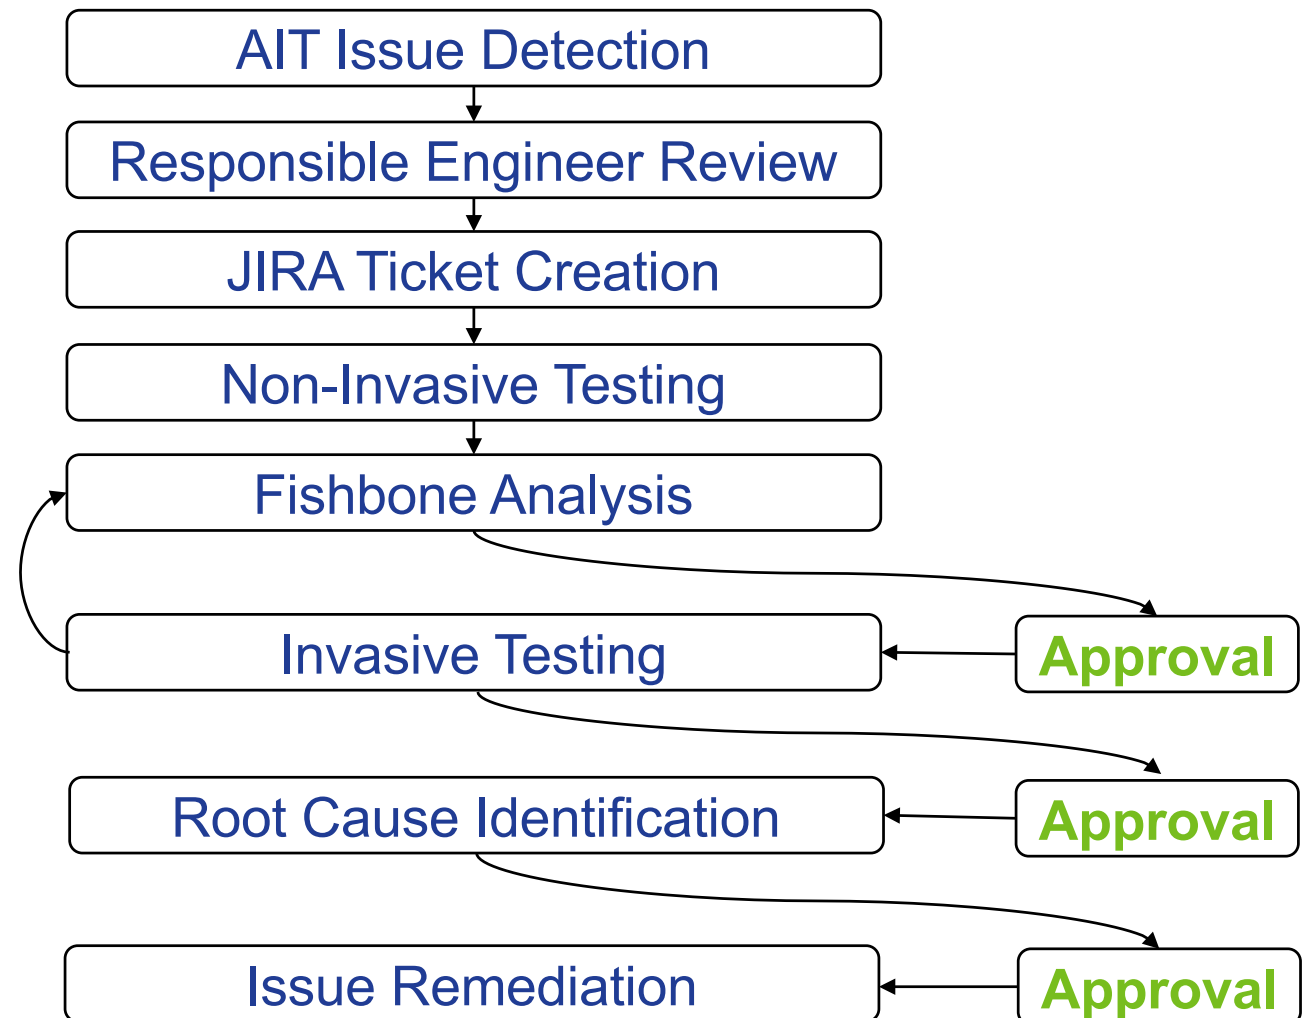 AIT Issue Detection
Responsible Engineer Review
JIRA Ticket Creation
Non-Invasive Testing
Fishbone Analysis
Invasive Testing
Approval
Root Cause Identification
Approval
Issue Remediation
Approval